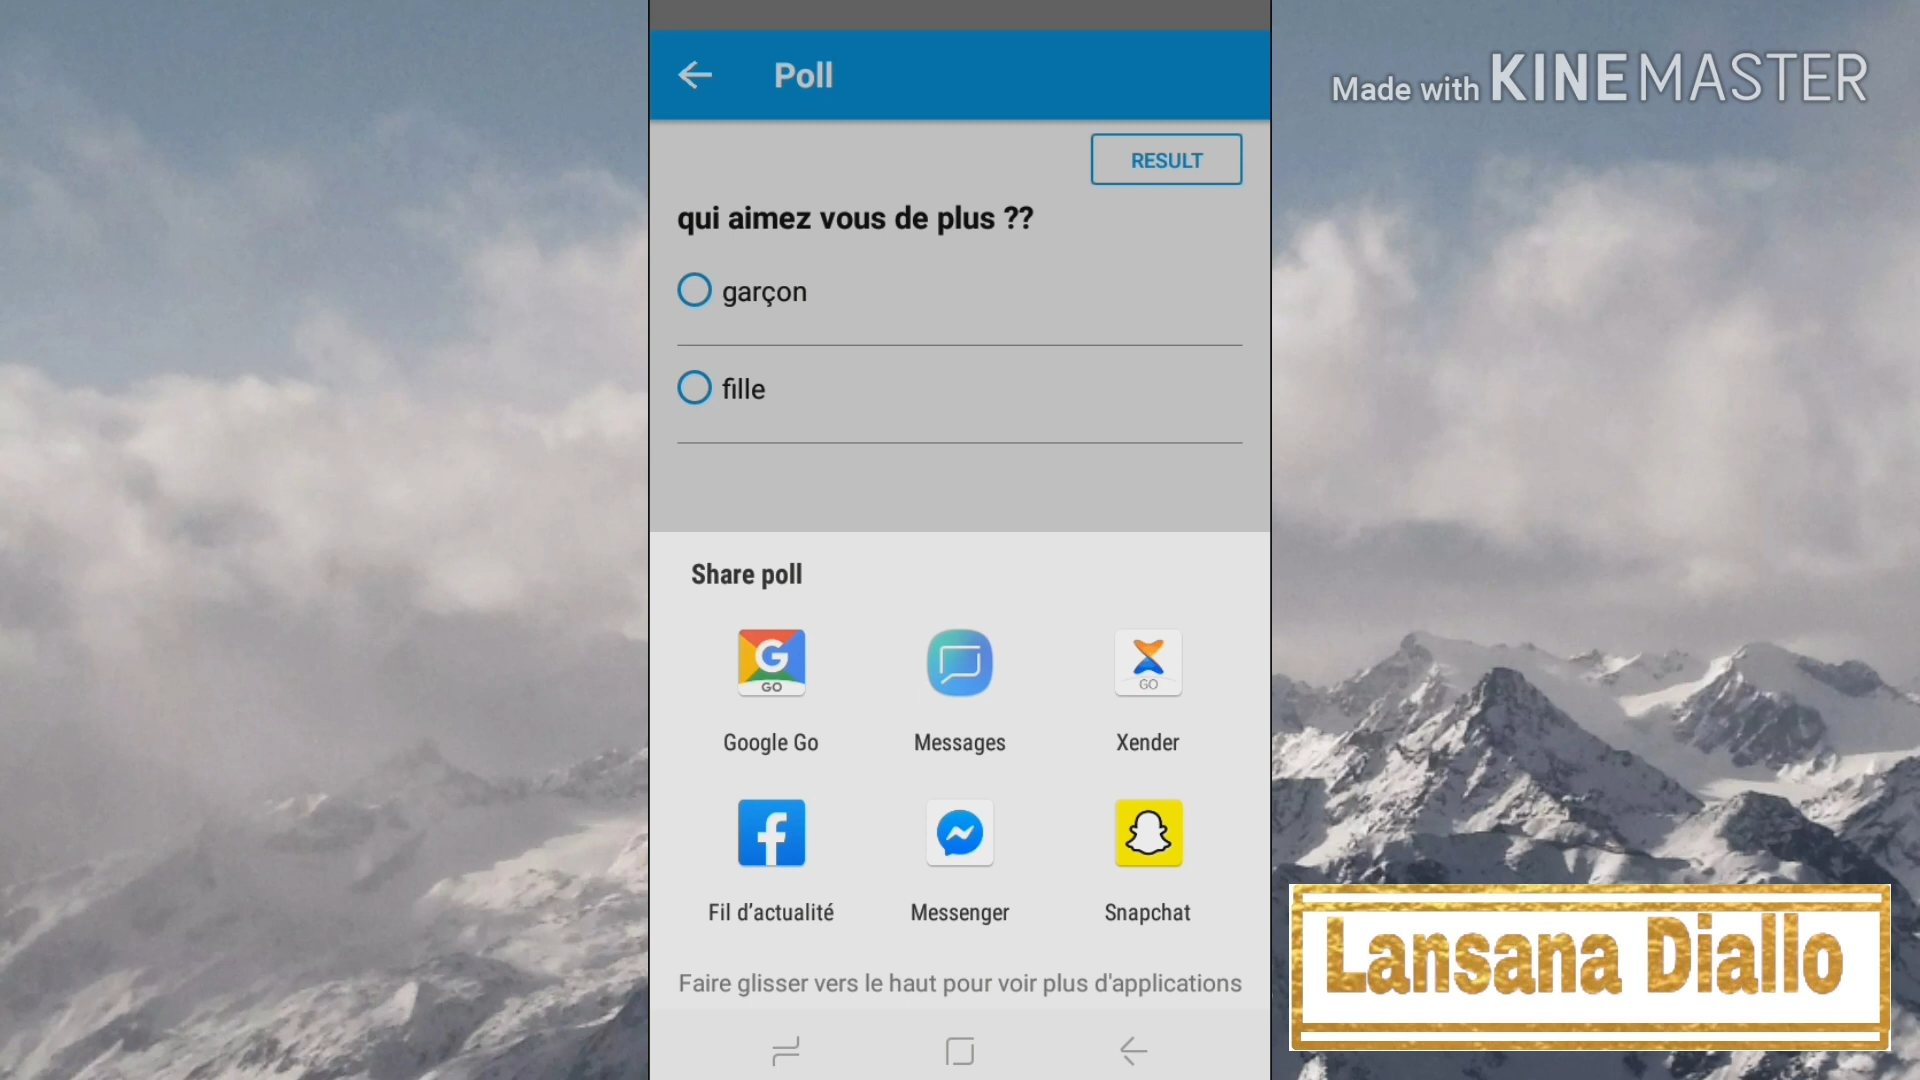 Poll
Made with KINEMASTER
RESULT
qui aimez vous de plus ??
garçon
fille
Share poll
G
GO
GO
Google Go
Messages
Xender
f
Fil d’actualité
Messenger
Snapchat
Faire glisser vers le haut pour voir plus d'applications
Lansana Diallo